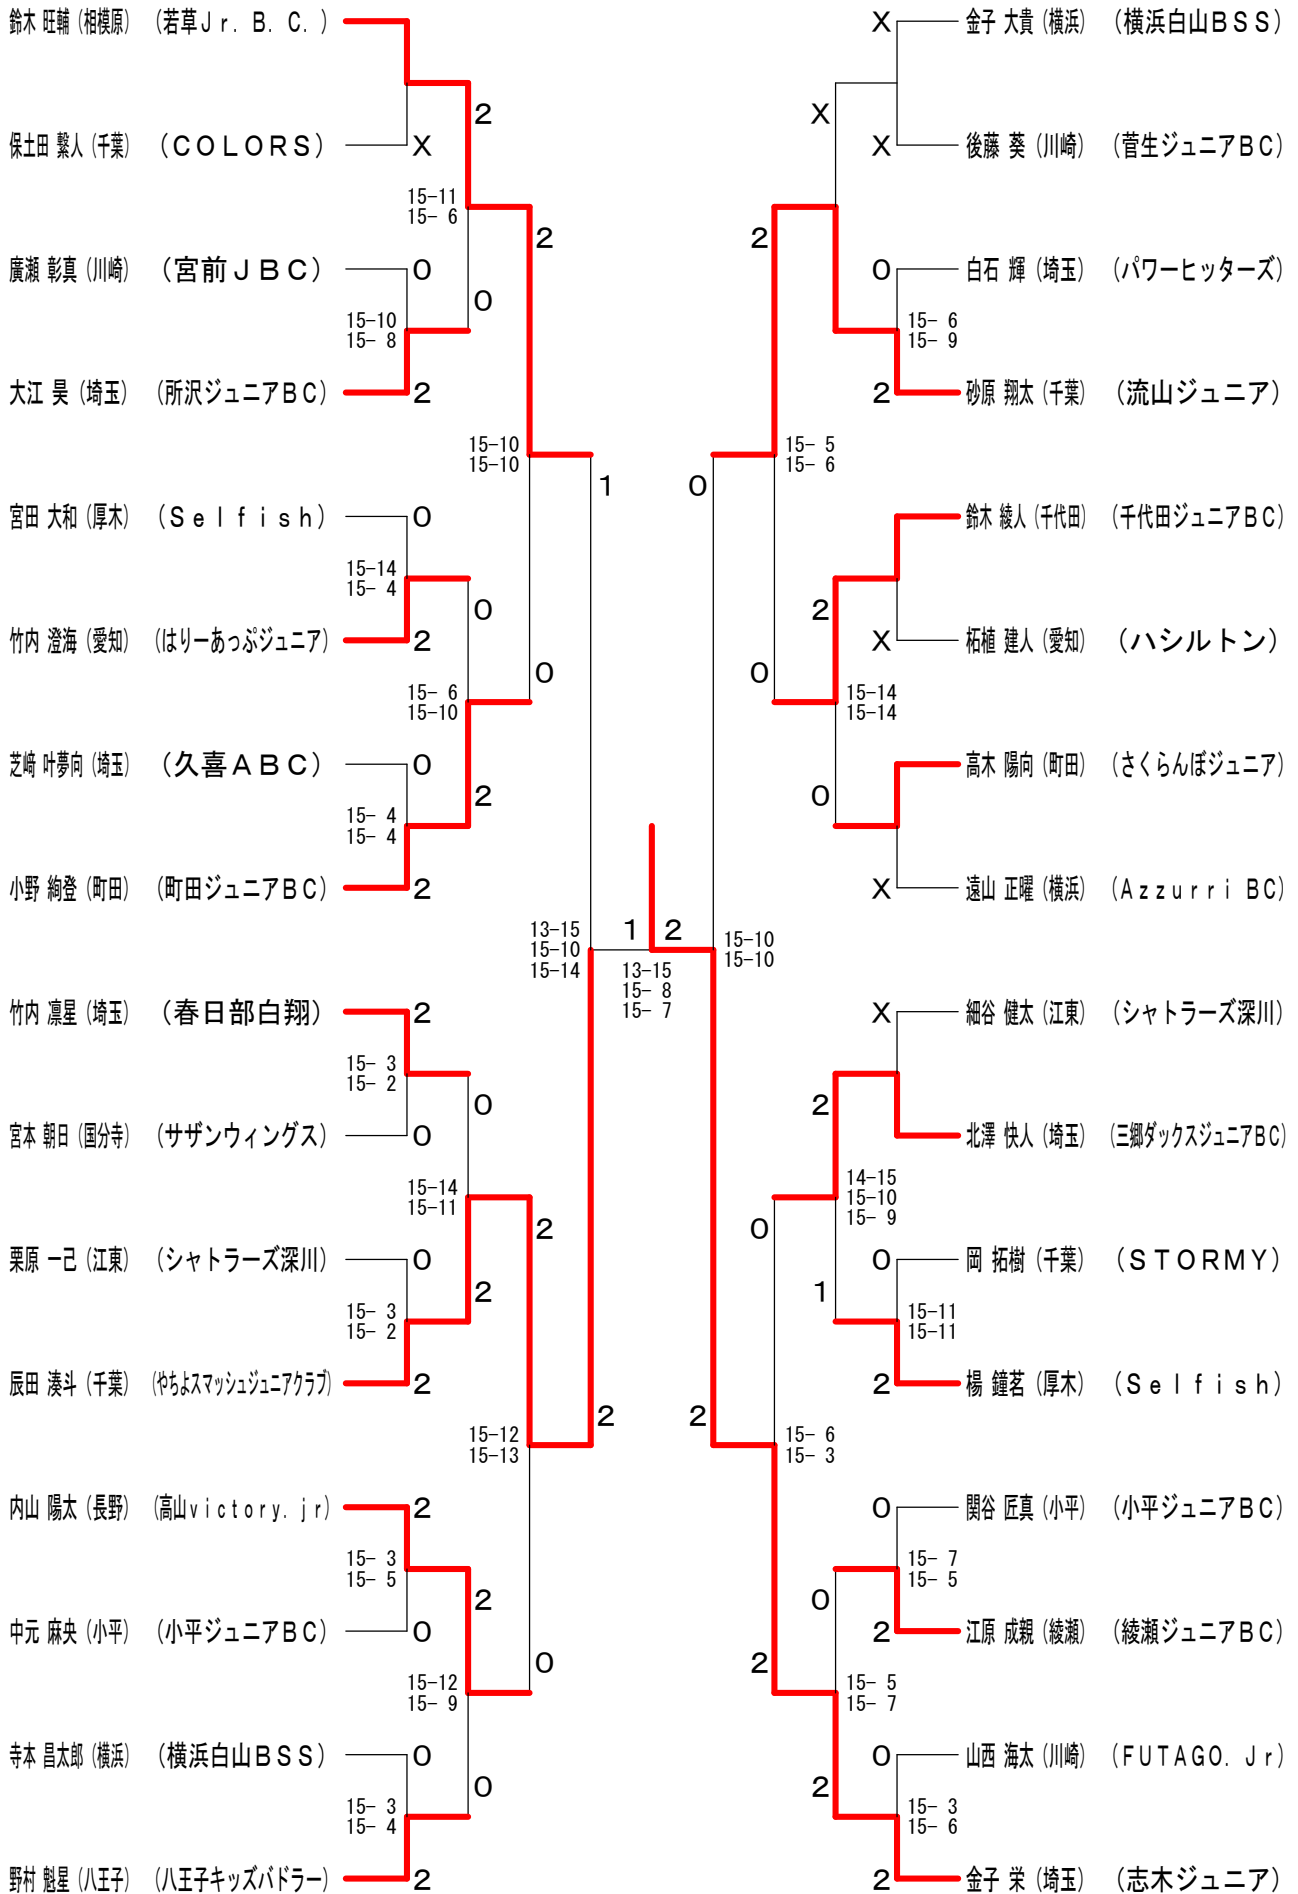 鈴木 旺輔 (相模原) (若草Jr. B. C. )
保土田 繋人 (千葉) (COLORS) X
2
15-11
15- 6
廣瀬 彰真 (川崎) (宮前JBC) 0
0
15-10
15- 8
大江 昊 (埼玉) (所沢ジュニアBC) 2
2
15-10
15-10
宮田 大和 (厚木) (Selfish) 0
15-14
15- 4
0
竹内 澄海 (愛知) (はりーあっぷジュニア) 2
0
15- 6
15-10
芝﨑 叶夢向 (埼玉) (久喜ABC) 0
2
15- 4
15- 4
小野 絢登 (町田) (町田ジュニアBC) 2
1
13-15
15-10
15-14
竹内 凛星 (埼玉) (春日部白翔) 2
15- 3
15- 2
0
宮本 朝日 (国分寺) (サザンウィングス) 0
15-14
15-11
2
栗原 一己 (江東) (シャトラーズ深川) 0
2
15- 3
15- 2
辰田 湊斗 (千葉) (やちよスマッシュジュニアクラブ) 2
2
15-12
15-13
内山 陽太 (長野) (高山victory. jr) 2
15- 3
15- 5
2
中元 麻央 (小平) (小平ジュニアBC) 0
0
15-12
15- 9
寺本 昌太郎 (横浜) (横浜白山BSS) 0
0
15- 3
15- 4
野村 魁星 (八王子) (八王子キッズバドラー) 2
1 2
13-15
15- 8
15- 7
X 金子 大貴 (横浜) (横浜白山BSS)
X
X 後藤 葵 (川崎) (菅生ジュニアBC)
2
0 白石 輝 (埼玉) (パワーヒッターズ)
15- 6
15- 9
2 砂原 翔太 (千葉) (流山ジュニア)
15- 5
15- 6
0
鈴木 綾人 (千代田) (千代田ジュニアBC)
2
X 柘植 建人 (愛知) (ハシルトン)
0
15-14
15-14
高木 陽向 (町田) (さくらんぼジュニア)
0
X 遠山 正曜 (横浜) (Azzurri BC)
15-10
15-10
X 細谷 健太 (江東) (シャトラーズ深川)
2
北澤 快人 (埼玉) (三郷ダックスジュニアBC)
14-15
15-10
15- 9
0
0 岡 拓樹 (千葉) (STORMY)
1
15-11
15-11
2 楊 鐘茗 (厚木) (Selfish)
2
15- 6
15- 3
0 関谷 匠真 (小平) (小平ジュニアBC)
15- 7
15- 5
0
2 江原 成親 (綾瀬) (綾瀬ジュニアBC)
2
15- 5
15- 7
0 山西 海太 (川崎) (FUTAGO. Jr)
2
15- 3
15- 6
2 金子 栄 (埼玉) (志木ジュニア)